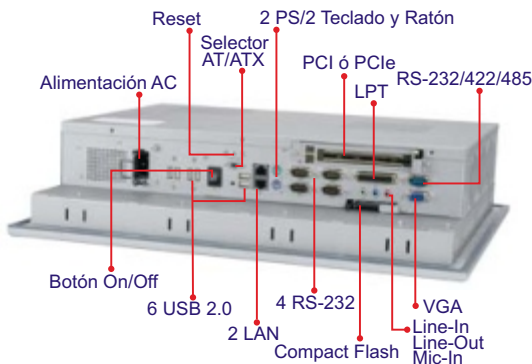 Reset
2 PS/2 Teclado y Ratón
Selector
AT/ATX
PCI ó PCIe
RS-232/422/485
LPT
Alimentación AC
Botón On/Off
6 USB 2.0
2 LAN
4 RS-232
Compact Flash
VGA
Line-In
Line-Out
Mic-In